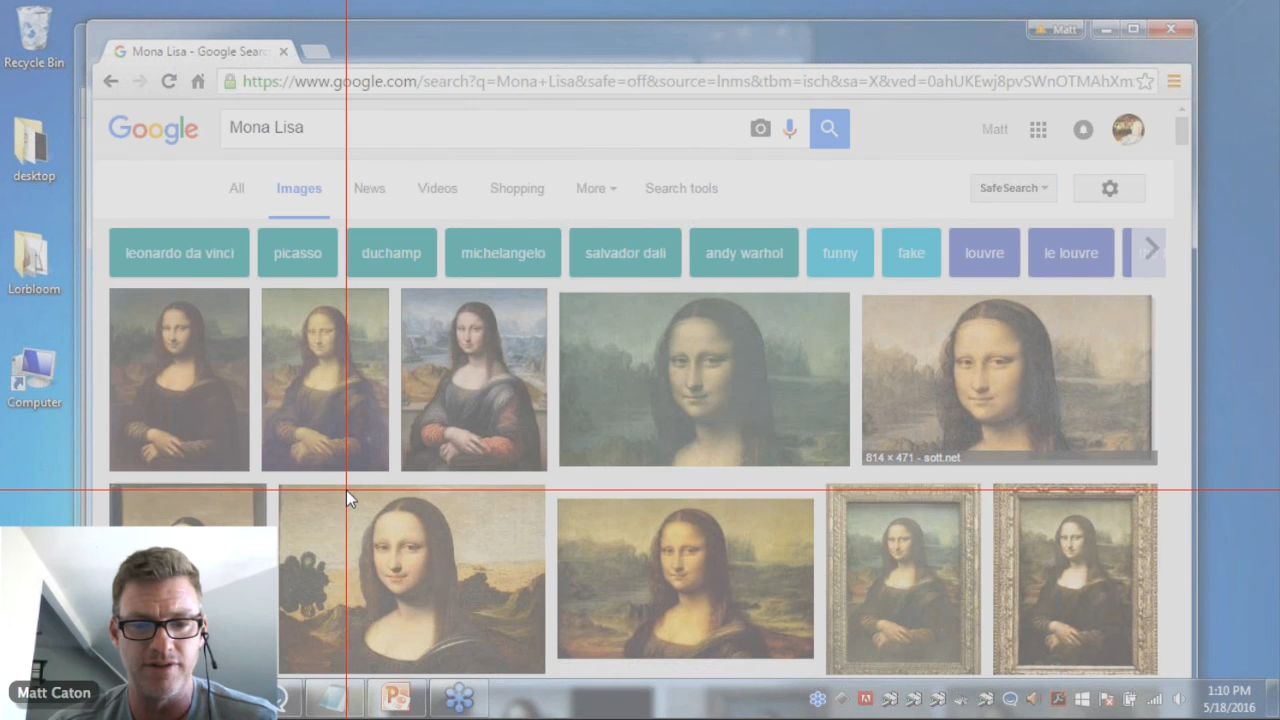 Recycle Bin
desktop
Lorbloom
Computer
Matt
Mona Lisa - Google Sear
https://www.google.com/search?q=Mona+Lisa&safe=off&source=lnms&tbm=isch&sa=X&ved=0ahUKEwj8pvSWnOTMAhXm
Google
Mona Lisa
Matt
All Images News Videos Shopping More Search tools
SafeSearch
leonardo da vinci picasso duchamp michelangelo salvador dali andy warhol funny fake louvre le louvre
814 × 471 - sott.net
Matt Caton
1:10 PM
5/18/2016